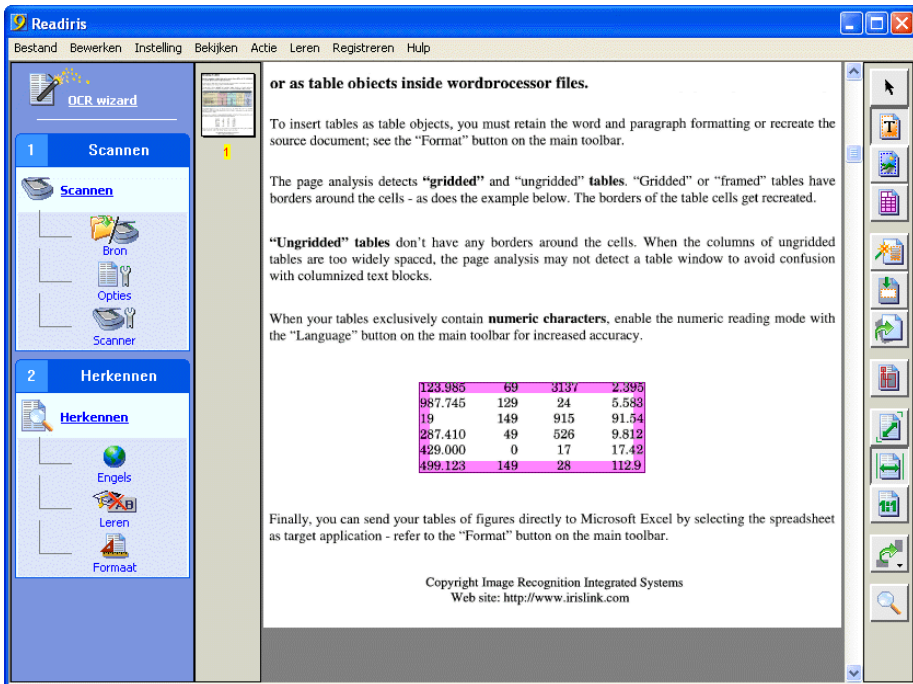 Readiris
Bestand Bewerken Instelling Bekijken Actie Leren Registreren Hulp
OCR wizard
1 Scannen
Scannen
Bron
Opties
Scanner
2 Herkennen
Herkennen
Engels
Leren
Formaat
1
or as table objects inside wordprocessor files.
To insert tables as table objects, you must retain the word and paragraph formatting or recreate the
source document; see the “Format” button on the main toolbar.
The page analysis detects “gridded” and “ungridded” tables. “Gridded” or “framed” tables have
borders around the cells - as does the example below. The borders of the table cells get recreated.
“Ungridded” tables don’t have any borders around the cells. When the columns of ungridded
tables are too widely spaced, the page analysis may not detect a table window to avoid confusion
with columnized text blocks.
When your tables exclusively contain numeric characters, enable the numeric reading mode with
the “Language” button on the main toolbar for increased accuracy.
123.985 69 3137 2.395
987.745 129 24 5.583
19 149 915 91.54
287.410 49 526 9.812
429.000 0 17 17.42
499.123 149 28 112.9
Finally, you can send your tables of figures directly to Microsoft Excel by selecting the spreadsheet
as target application - refer to the “Format” button on the main toolbar.
Copyright Image Recognition Integrated Systems
Web site: http://www.irislink.com
T
1:1